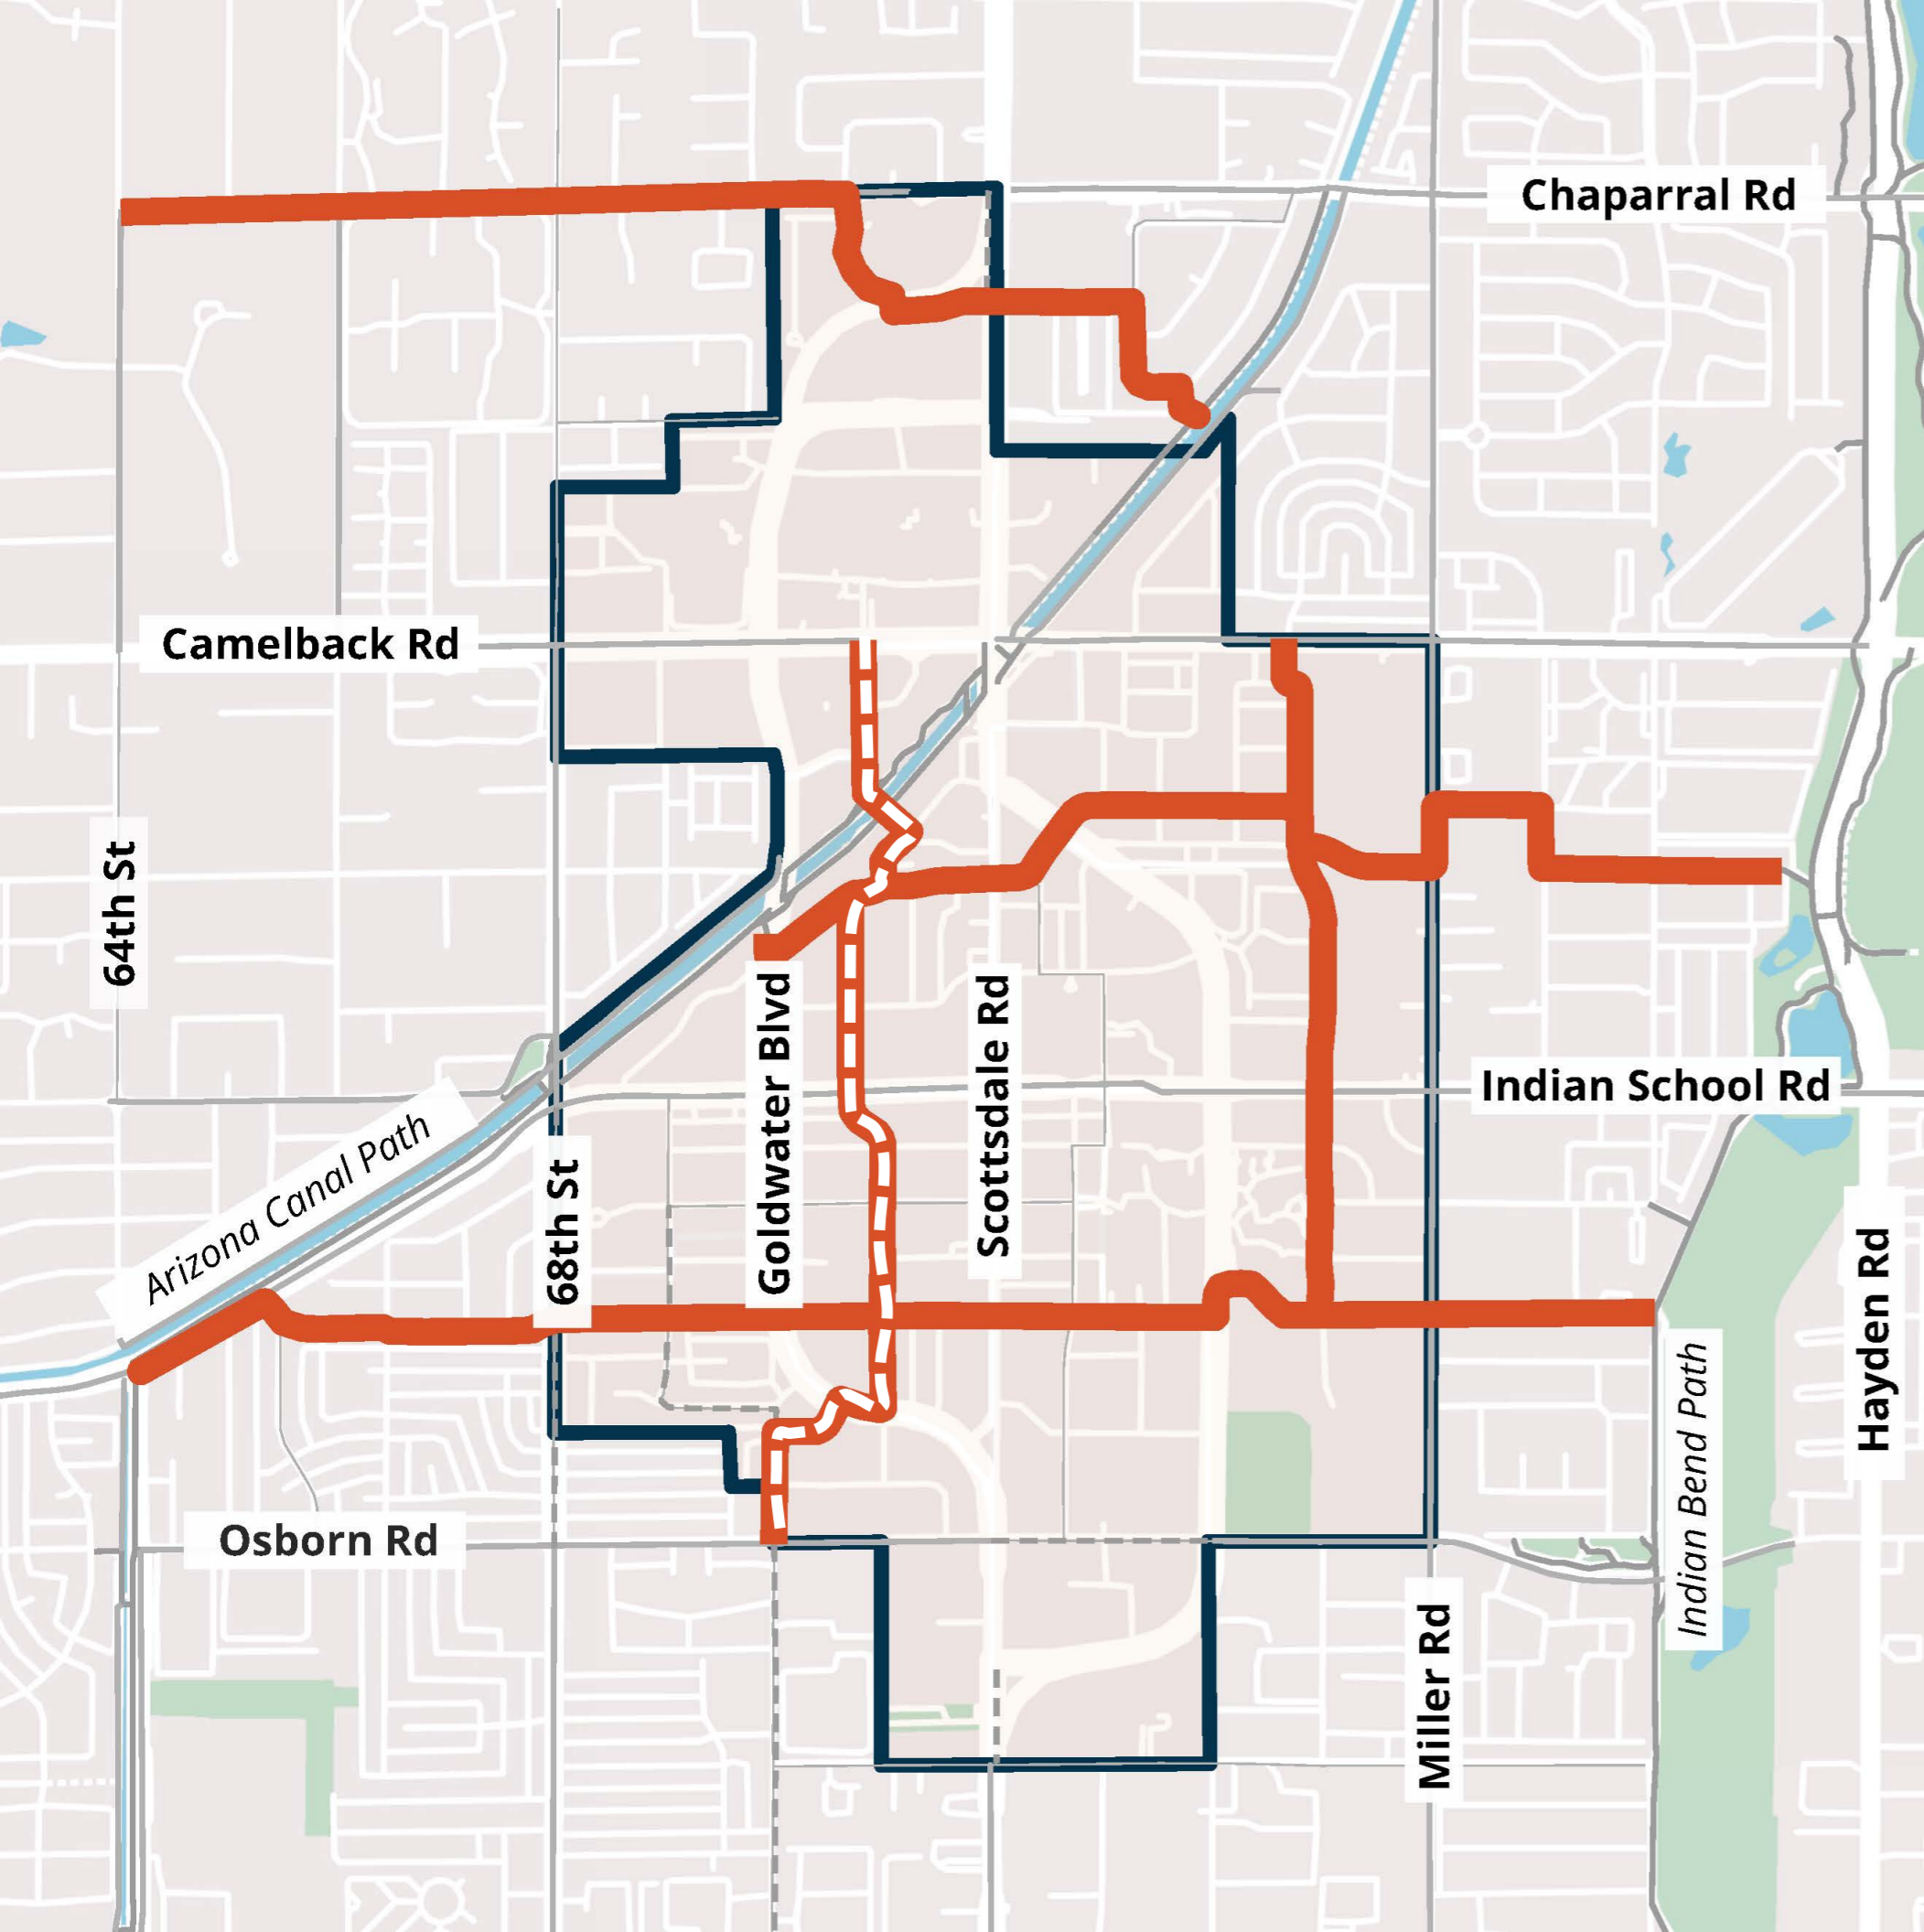 Chaparral Rd
Camelback Rd
64th St
Goldwater Blvd
Scottsdale Rd
Indian School Rd
Arizona Canal Path
68th St
Hayden Rd
Indian Bend Path
Osborn Rd
Miller Rd